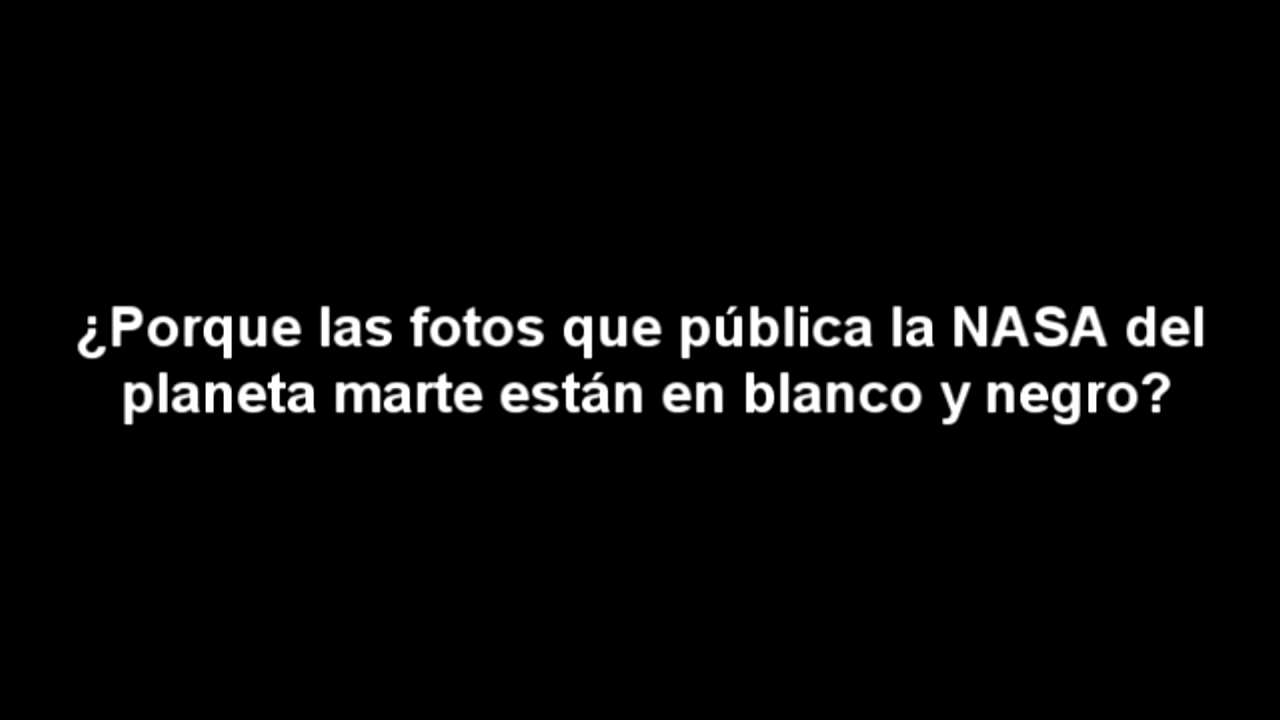 ¿Porque las fotos que pública la NASA del
planeta marte están en blanco y negro?